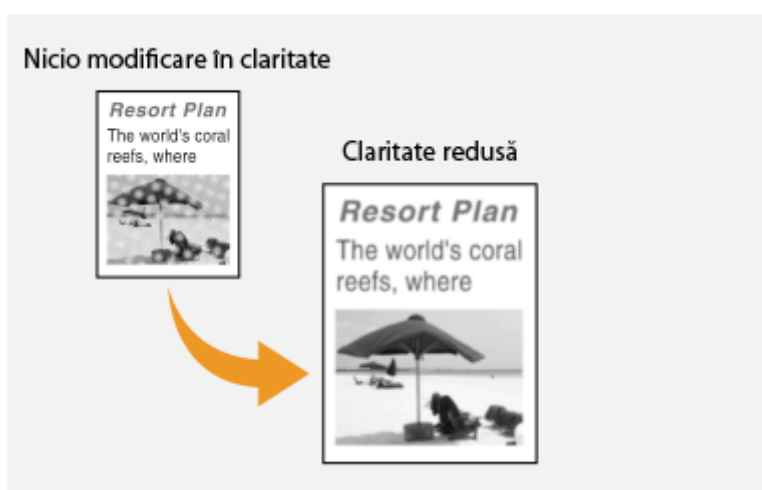 Nicio modificare în claritate
Resort Plan
The world's coral
reefs, where
Claritate redusă
Resort Plan
The world's coral
reefs, where